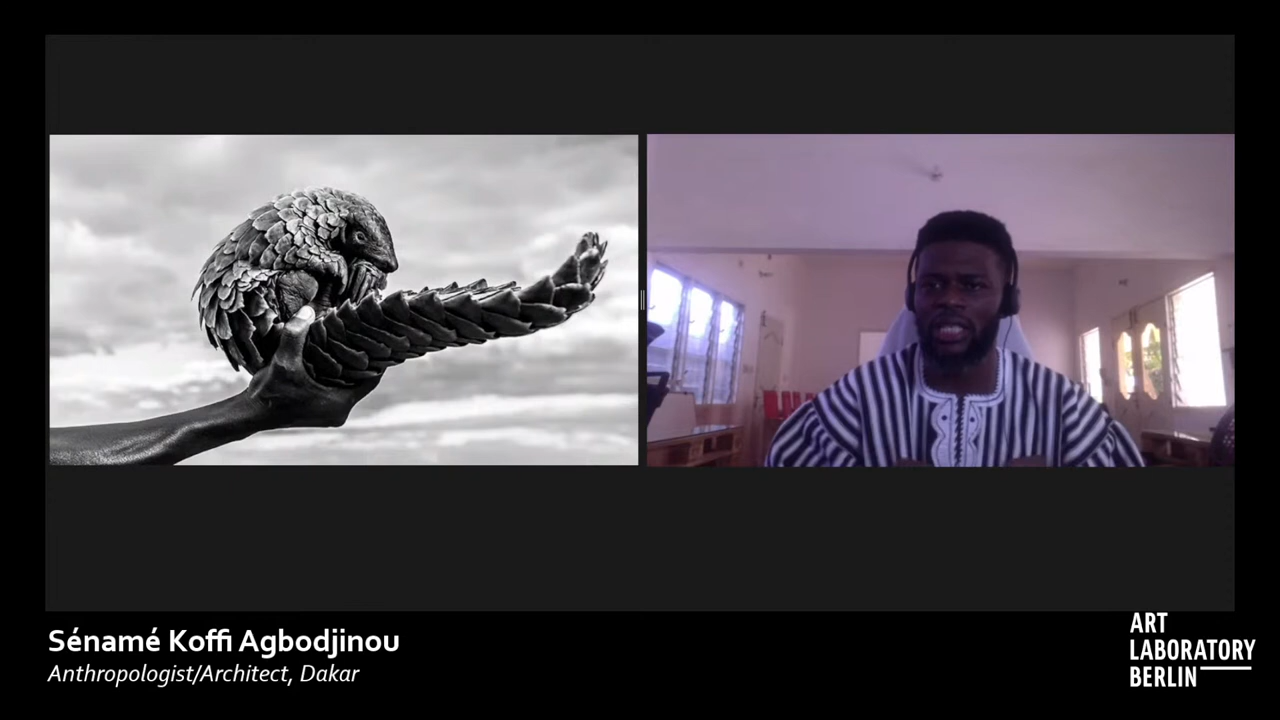 Sénamé Koffi Agbodjinou
Anthropologist/Architect, Dakar
ART
LABORATORY
BERLIN